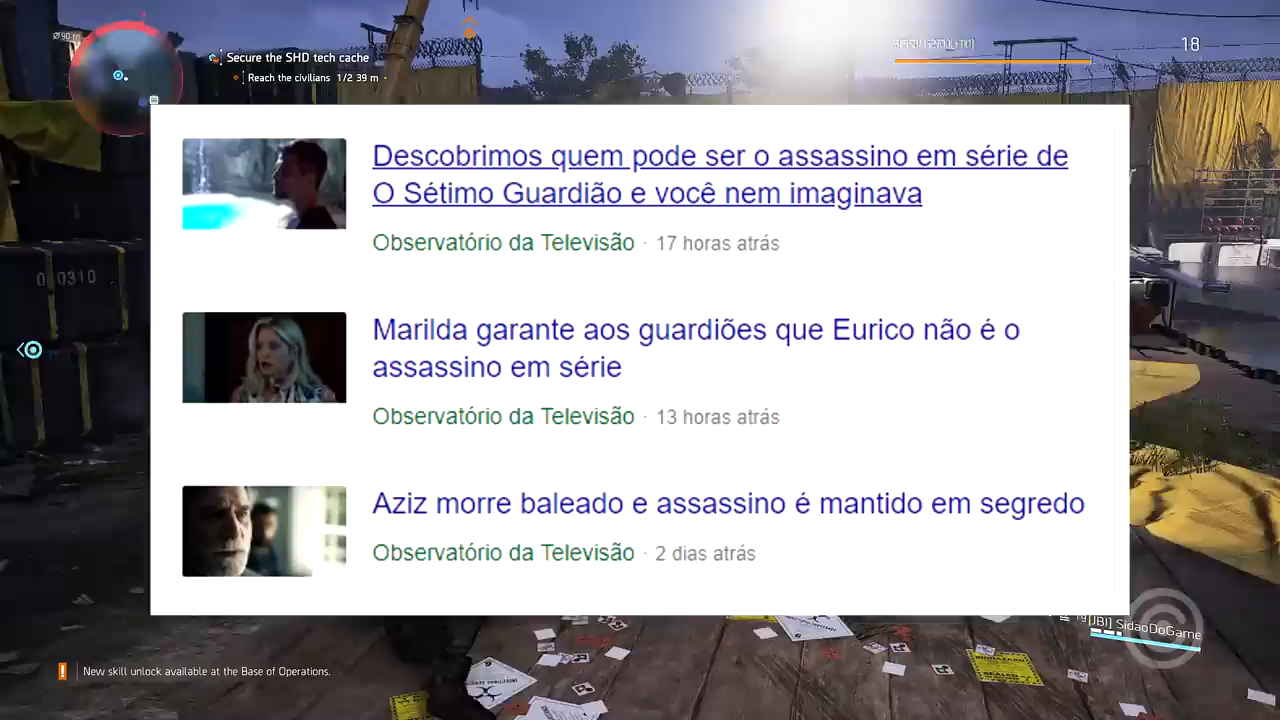 90 m
Secure the SHD tech cache
Reach the civilians 1/2 39 m
18
Descobrimos quem pode ser o assassino em série de
O Sétimo Guardião e você nem imaginava
Observatório da Televisão · 17 horas atrás
010310
Marilda garante aos guardiões que Eurico não é o
assassino em série
Observatório da Televisão · 13 horas atrás
Aziz morre baleado e assassino é mantido em segredo
Observatório da Televisão · 2 dias atrás
[JBI] SidaoDoGame
New skill unlock available at the Base of Operations.
BIOHAZARD